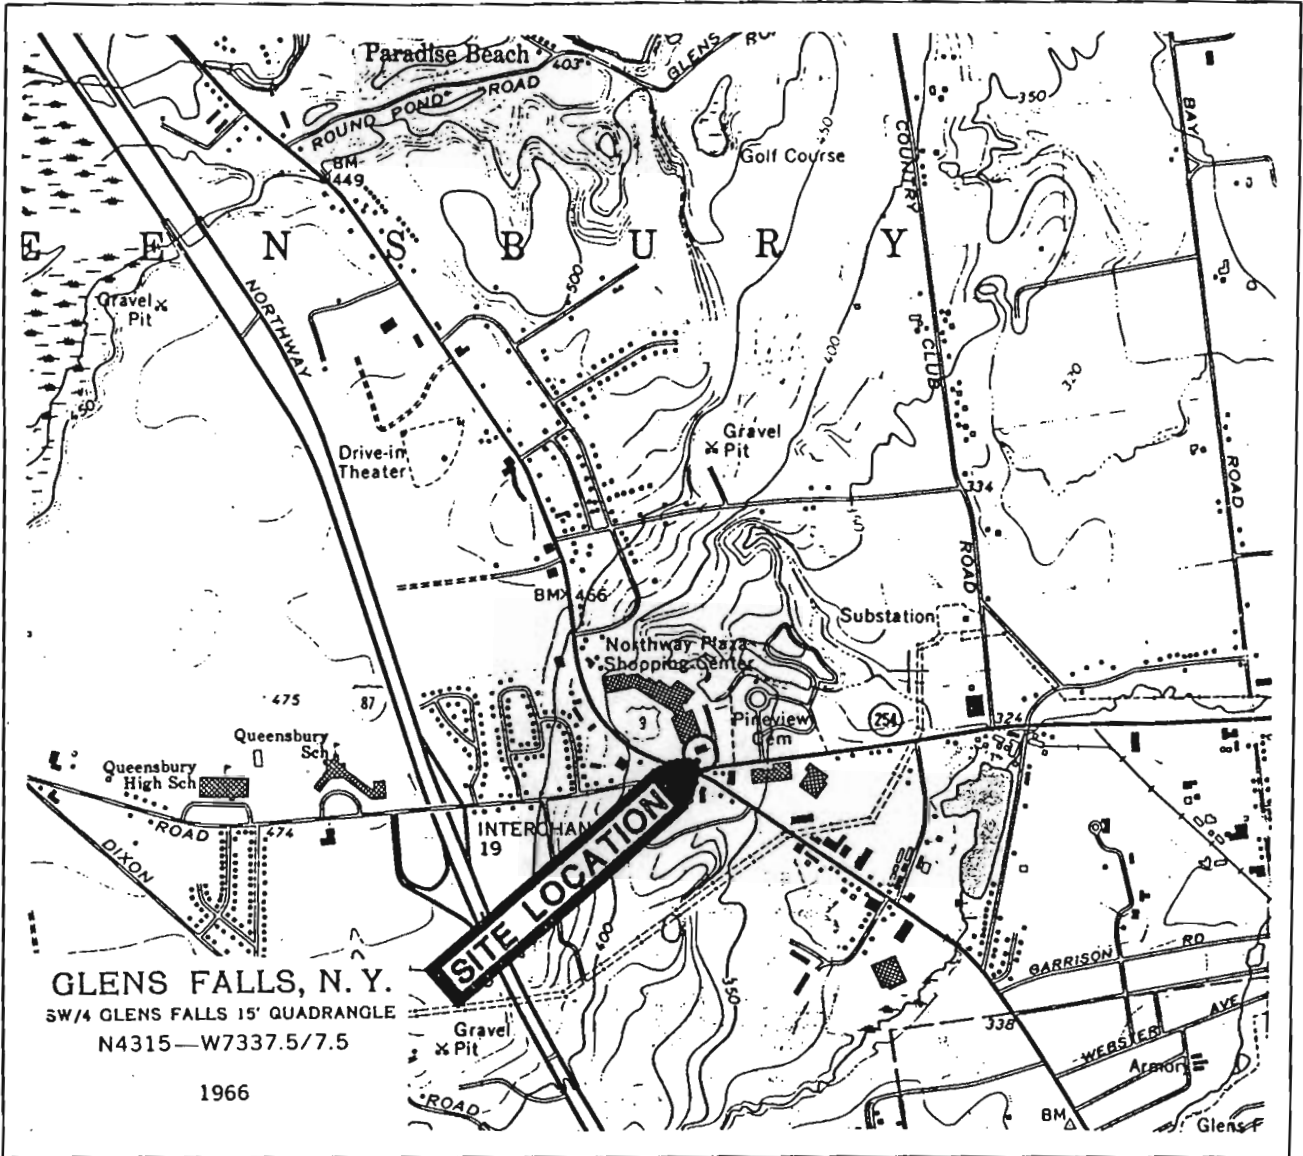 Paradise Beach
403
GLENS
ROUND POND ROAD
BM
449
350
BAY
COUNTRY
450
Golf Course
E E N S B U R Y
500
Gravel
Pit
NORTHWAY
400
CLUB
450
Drive-in
Theater
Gravel
Pit
334
ROAD
ROAD
BM× 466
Substation
Northway Plaza
Shopping Center
475
87
9
Pineview
Cem
254
324
Queensbury
Sch
Queensbury
High Sch
ROAD
474
DIXON
INTERCHAN
19
SITE LOCATION
400
350
GARRISON RD
GLENS FALLS, N. Y.
SW/4 GLENS FALLS 15' QUADRANGLE
N4315—W7337.5/7.5
1966
Gravel
Pit
338
WEBSTER AVE
Armory
ROAD
BM
Glens F